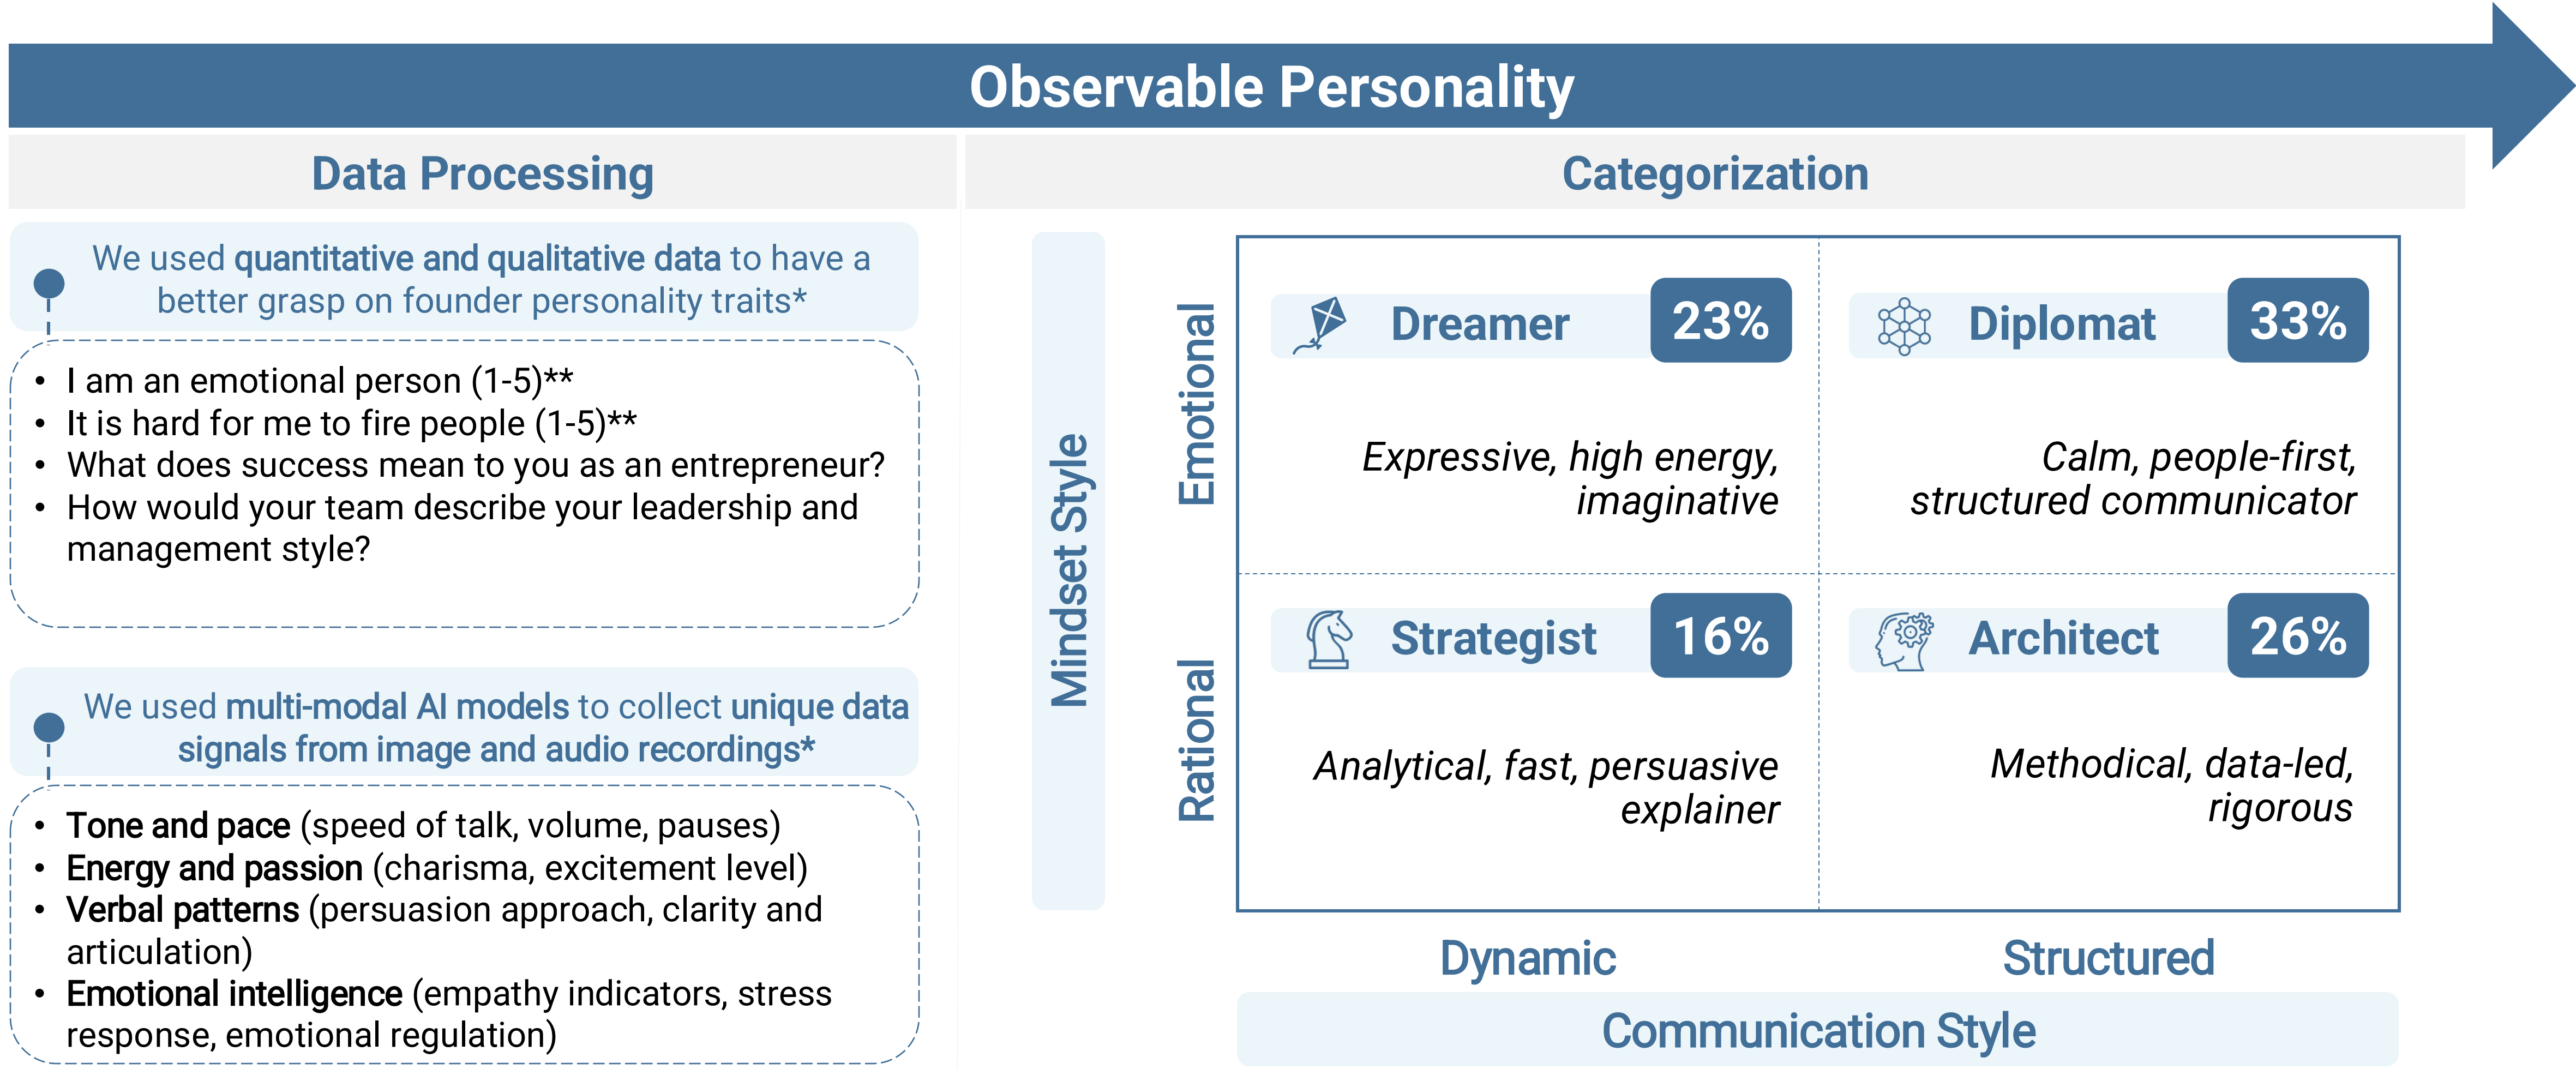 Observable Personality
Data Processing
We used quantitative and qualitative data to have a
better grasp on founder personality traits*
• I am an emotional person (1-5)**
• It is hard for me to fire people (1-5)**
• What does success mean to you as an entrepreneur?
• How would your team describe your leadership and
management style?
We used multi-modal AI models to collect unique data
signals from image and audio recordings*
• Tone and pace (speed of talk, volume, pauses)
• Energy and passion (charisma, excitement level)
• Verbal patterns (persuasion approach, clarity and
articulation)
• Emotional intelligence (empathy indicators, stress
response, emotional regulation)
Categorization
Mindset Style
Emotional
Dreamer 23%
Expressive, high energy,
imaginative
Diplomat 33%
Calm, people-first,
structured communicator
Rational
Strategist 16%
Analytical, fast, persuasive
explainer
Architect 26%
Methodical, data-led,
rigorous
Dynamic
Structured
Communication Style